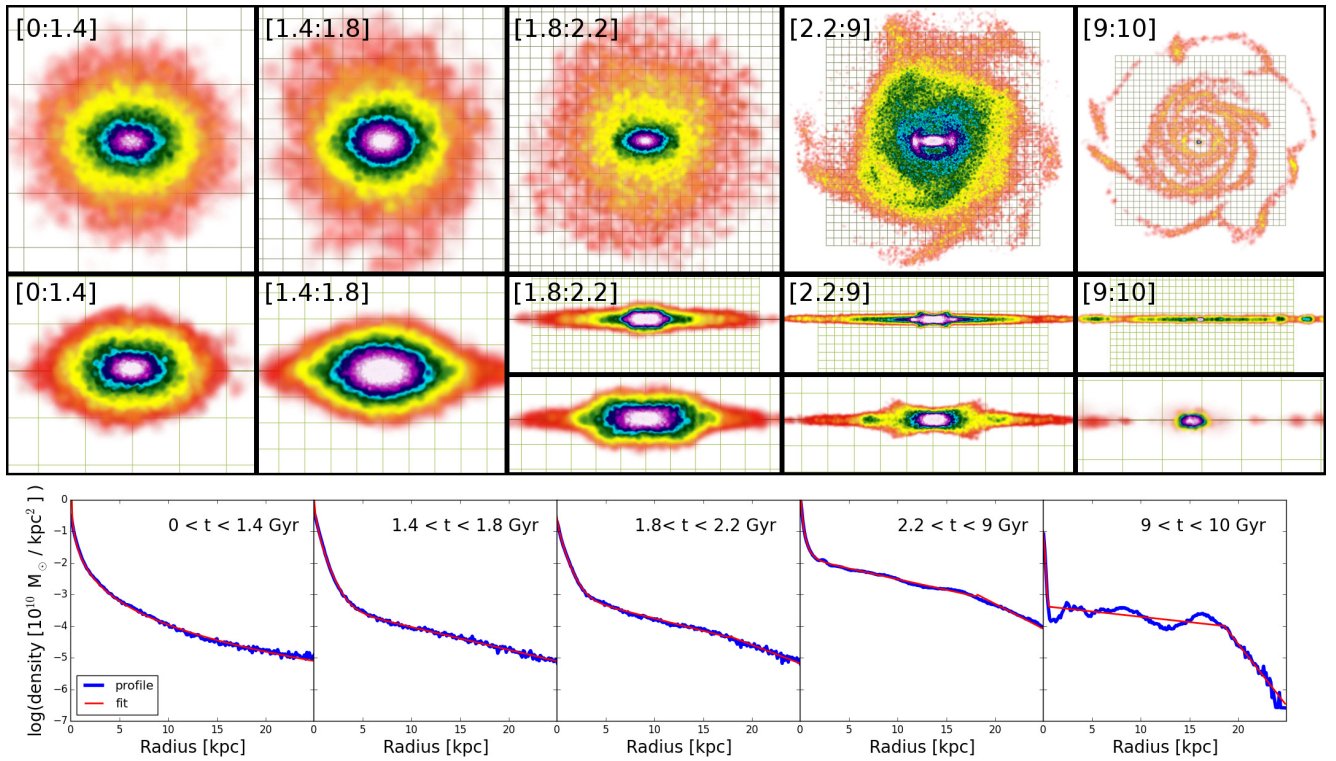 [0:1.4] [1.4:1.8] [1.8:2.2] [2.2:9] [9:10]
[0:1.4] [1.4:1.8] [1.8:2.2] [2.2:9] [9:10]
log(density [10^10 M_☉ / kpc^2 ] )
0 < t < 1.4 Gyr 1.4 < t < 1.8 Gyr 1.8< t < 2.2 Gyr 2.2 < t < 9 Gyr 9 < t < 10 Gyr
0
−1
−2
−3
−4
−5
−6
−7
profile
fit
0 5 10 15 20 0 5 10 15 20 0 5 10 15 20 0 5 10 15 20 0 5 10 15 20
Radius [kpc] Radius [kpc] Radius [kpc] Radius [kpc] Radius [kpc]